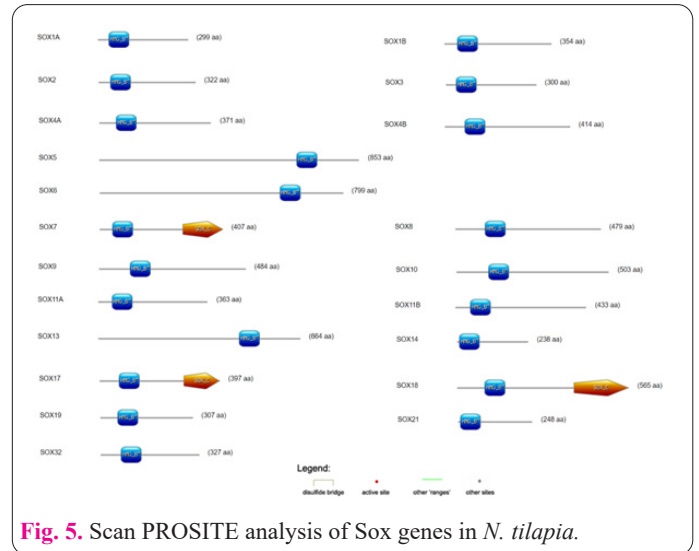 SOX1A (299 aa)
SOX1B (354 aa)
SOX2 (322 aa)
SOX3 (300 aa)
SOX4A (371 aa)
SOX4B (414 aa)
SOX5 (853 aa)
SOX6 (799 aa)
SOX7 (407 aa)
SOX8 (479 aa)
SOX9 (484 aa)
SOX10 (503 aa)
SOX11A (303 aa)
SOX11B (433 aa)
SOX13 (664 aa)
SOX14 (238 aa)
SOX17 (397 aa)
SOX18 (565 aa)
SOX19 (307 aa)
SOX21 (248 aa)
SOX32 (327 aa)
Legend:
disulfide bridge active site other 'ranges' other sites
Fig. 5. Scan PROSITE analysis of Sox genes in N. tilapia.